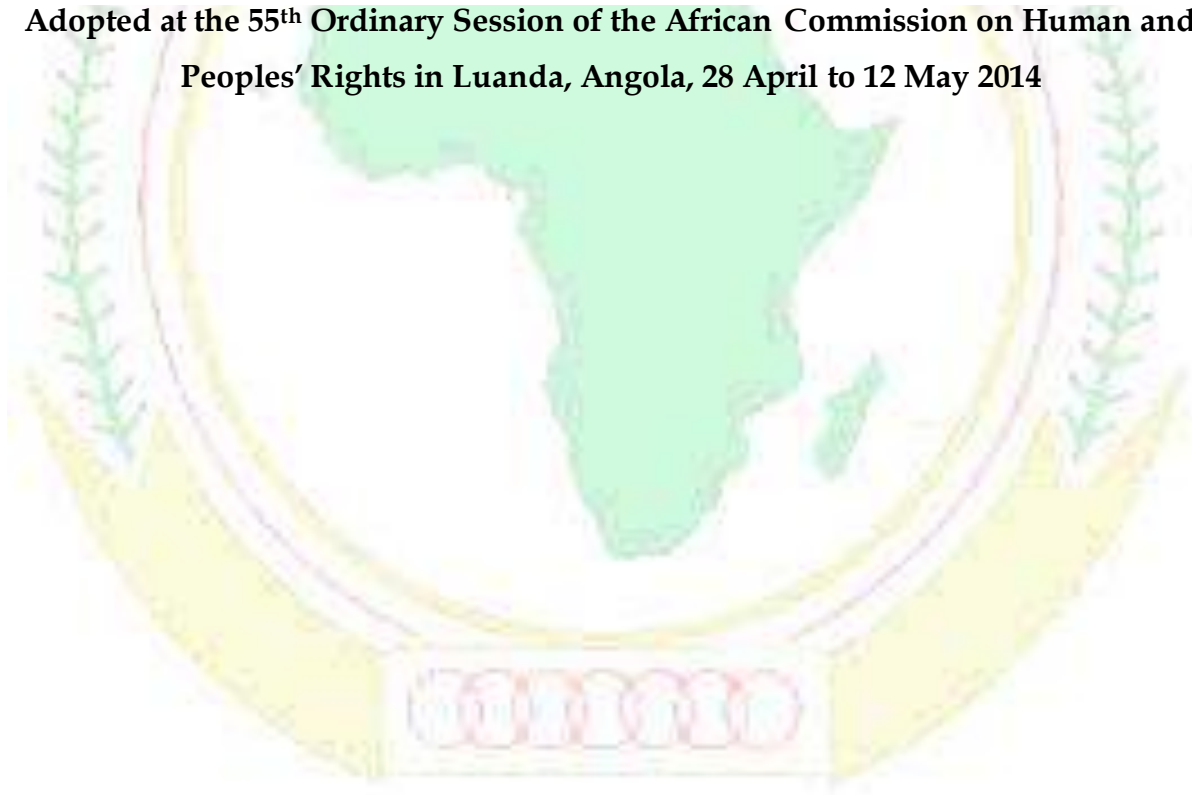 Adopted at the 55th Ordinary Session of the African Commission on Human and
Peoples’ Rights in Luanda, Angola, 28 April to 12 May 2014